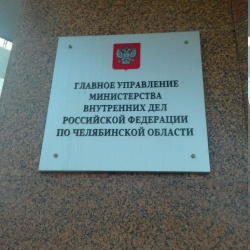 ГЛАВНОЕ УПРАВЛЕНИЕ
МИНИСТЕРСТВА
ВНУТРЕННИХ ДЕЛ
РОССИЙСКОЙ ФЕДЕРАЦИИ
ПО ЧЕЛЯБИНСКОЙ ОБЛАСТИ